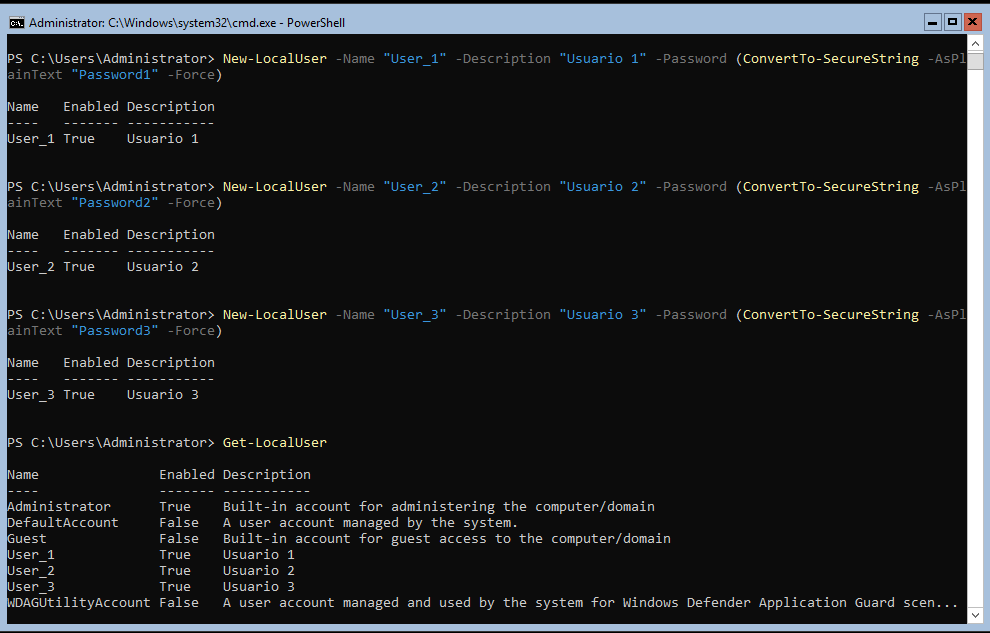 Administrator: C:\Windows\system32\cmd.exe - PowerShell
PS C:\Users\Administrator> New-LocalUser -Name "User_1" -Description "Usuario 1" -Password (ConvertTo-SecureString -AsPl
ainText "Password1" -Force)
Name   Enabled Description
----   ------- -----------
User_1 True    Usuario 1
PS C:\Users\Administrator> New-LocalUser -Name "User_2" -Description "Usuario 2" -Password (ConvertTo-SecureString -AsPl
ainText "Password2" -Force)
Name   Enabled Description
----   ------- -----------
User_2 True    Usuario 2
PS C:\Users\Administrator> New-LocalUser -Name "User_3" -Description "Usuario 3" -Password (ConvertTo-SecureString -AsPl
ainText "Password3" -Force)
Name   Enabled Description
----   ------- -----------
User_3 True    Usuario 3
PS C:\Users\Administrator> Get-LocalUser
Name               Enabled Description
----               ------- -----------
Administrator      True    Built-in account for administering the computer/domain
DefaultAccount     False   A user account managed by the system.
Guest              False   Built-in account for guest access to the computer/domain
User_1             True    Usuario 1
User_2             True    Usuario 2
User_3             True    Usuario 3
WDAGUtilityAccount False   A user account managed and used by the system for Windows Defender Application Guard scen...